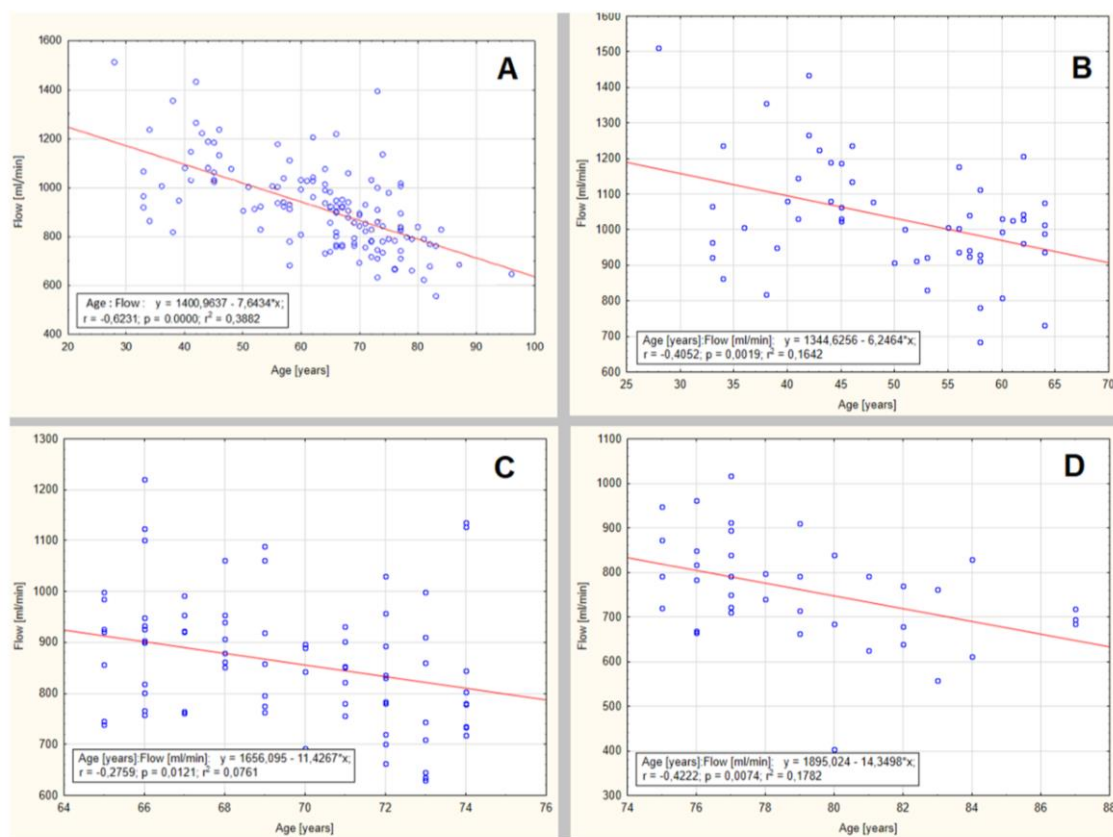 A
Flow [ml/min]
1600
1400
1200
1000
800
600
400
Age : Flow : y = 1400,9637 - 7,6434*x;
r = -0,6231; p = 0.0000; r² = 0,3882
20 30 40 50 60 70 80 90 100
Age [years]
B
Flow [ml/min]
1600
1500
1400
1300
1200
1100
1000
900
800
700
600
Age [years]:Flow [ml/min]: y = 1344,6256 - 6,2464*x;
r = -0,4052; p = 0,0019; r² = 0,1642
25 30 35 40 45 50 55 60 65 70
Age [years]
C
Flow [ml/min]
1300
1200
1100
1000
900
800
700
600
Age [years]:Flow [ml/min]: y = 1656,095 - 11,4267*x;
r = -0,2759; p = 0,0121; r² = 0,0761
64 66 68 70 72 74 76
Age [years]
D
Flow [ml/min]
1100
1000
900
800
700
600
500
400
300
Age [years]:Flow [ml/min]: y = 1895,024 - 14,3498*x;
r = -0,4222; p = 0,0074; r² = 0,1782
74 76 78 80 82 84 86 88
Age [years]